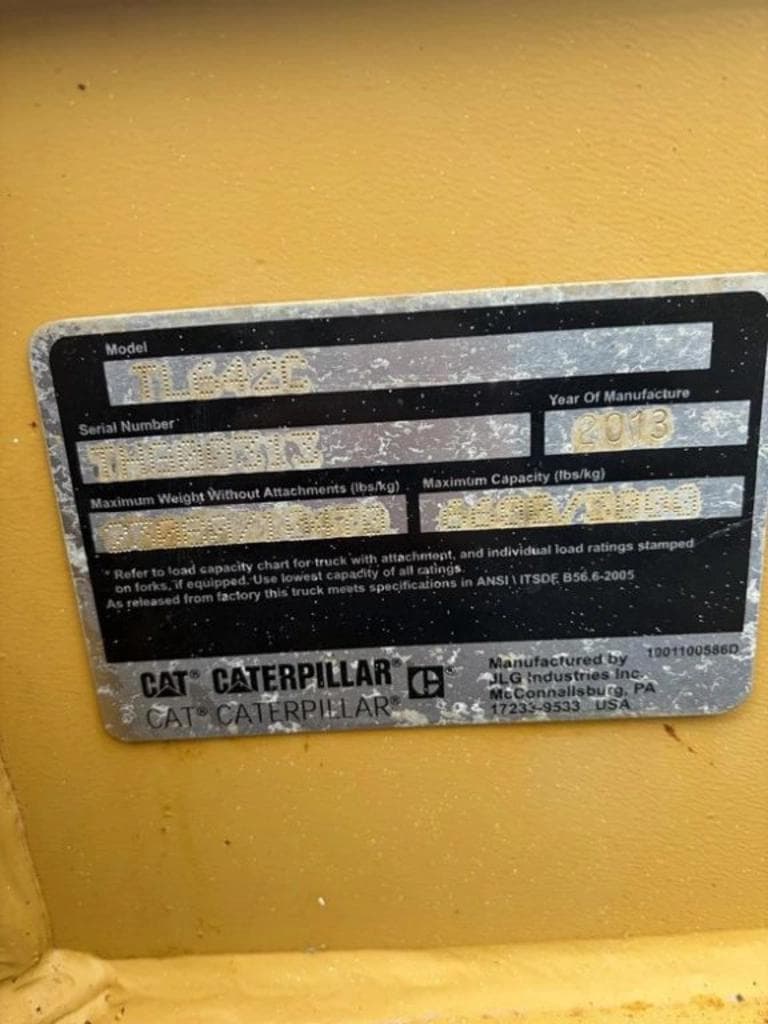 Model
TL642C
Serial Number
Year Of Manufacture
2013
Maximum Weight Without Attachments (lbs/kg)
Maximum Capacity (lbs/kg)
* Refer to load capacity chart for truck with attachment, and individual load ratings stamped
on forks, if equipped. Use lowest capacity of all ratings.
As released from factory this truck meets specifications in ANSI \ ITSDF B56.6-2005
CAT® CATERPILLAR® C
CAT® CATERPILLAR®
Manufactured by
JLG Industries Inc.
McConnellsburg, PA
17233-9533 USA
1001100586D